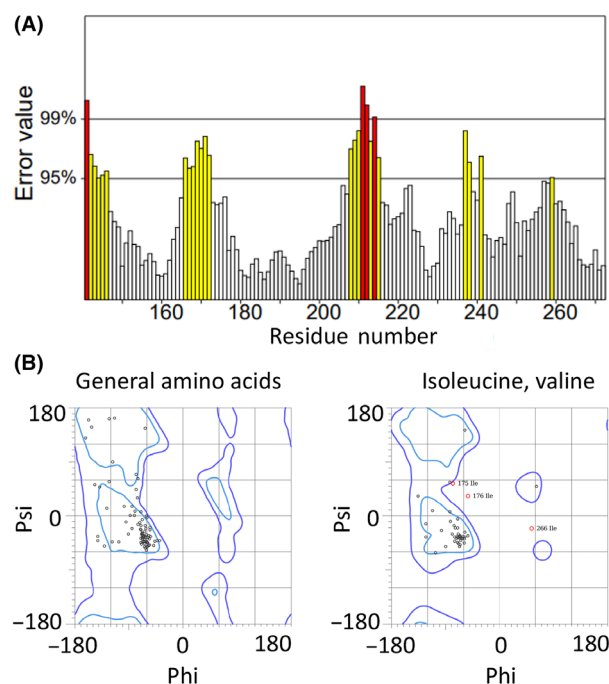 (A)
Error value
99%
95%
160 180 200 220 240 260
Residue number
(B)
General amino acids
Isoleucine, valine
180
0
−180
Psi
−180 0 180
Phi
180
0
−180
Psi
175 Ile
176 Ile
266 Ile
−180 0 180
Phi